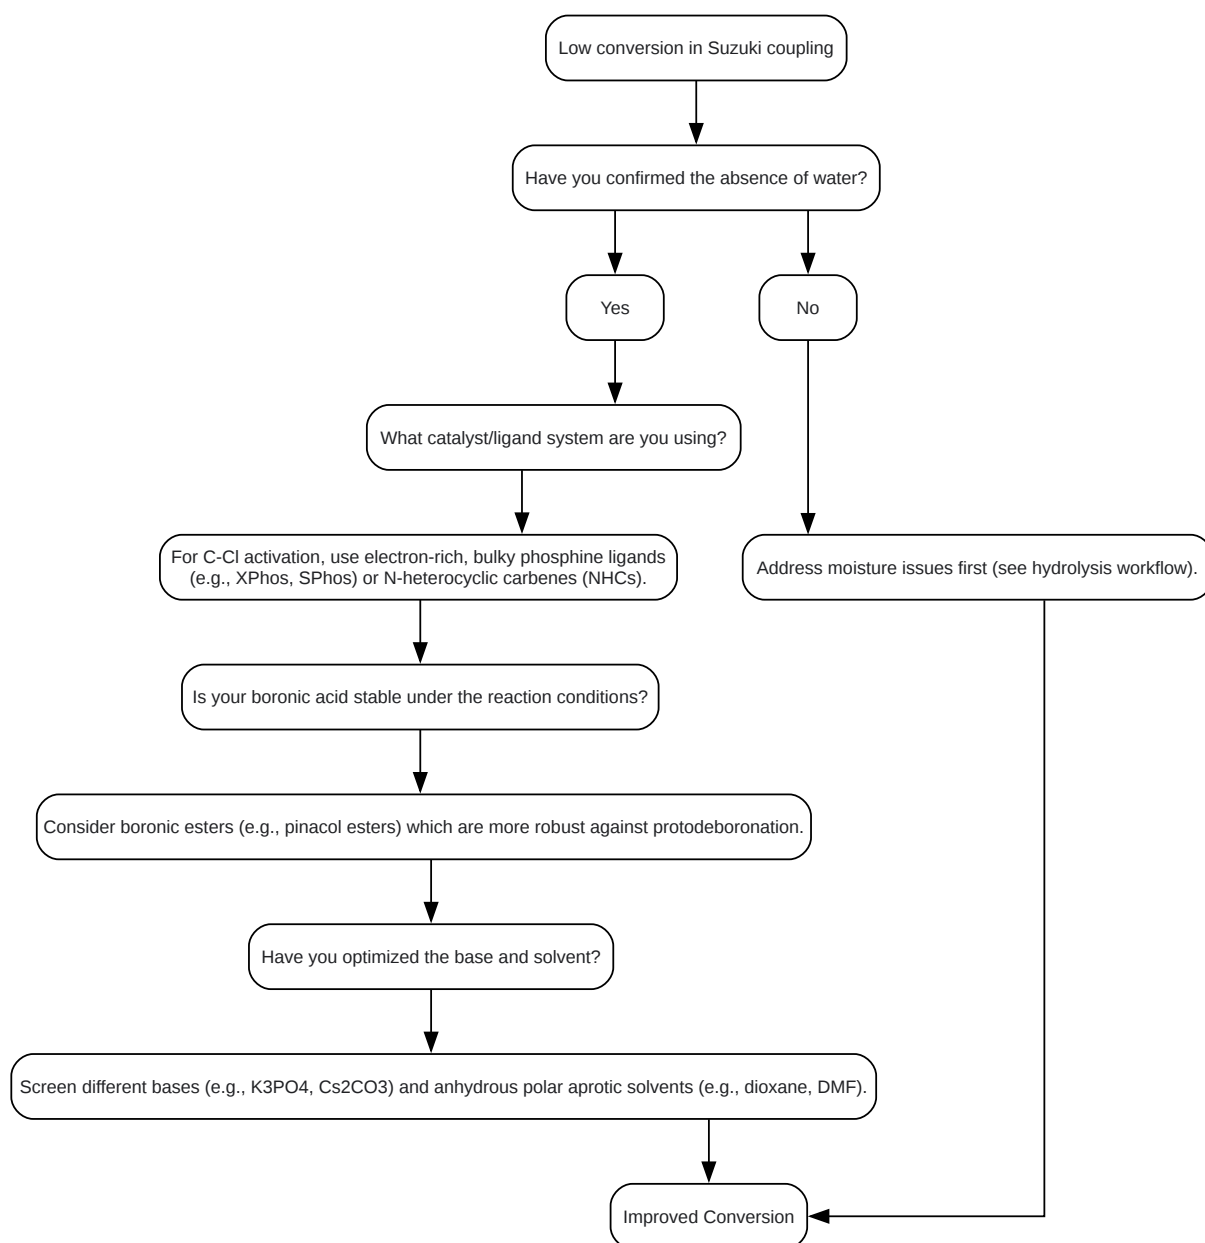 Low conversion in Suzuki coupling
Have you confirmed the absence of water?
Yes
No
What catalyst/ligand system are you using?
For C-Cl activation, use electron-rich, bulky phosphine ligands
(e.g., XPhos, SPhos) or N-heterocyclic carbenes (NHCs).
Address moisture issues first (see hydrolysis workflow).
Is your boronic acid stable under the reaction conditions?
Consider boronic esters (e.g., pinacol esters) which are more robust against protodeboronation.
Have you optimized the base and solvent?
Screen different bases (e.g., K3PO4, Cs2CO3) and anhydrous polar aprotic solvents (e.g., dioxane, DMF).
Improved Conversion